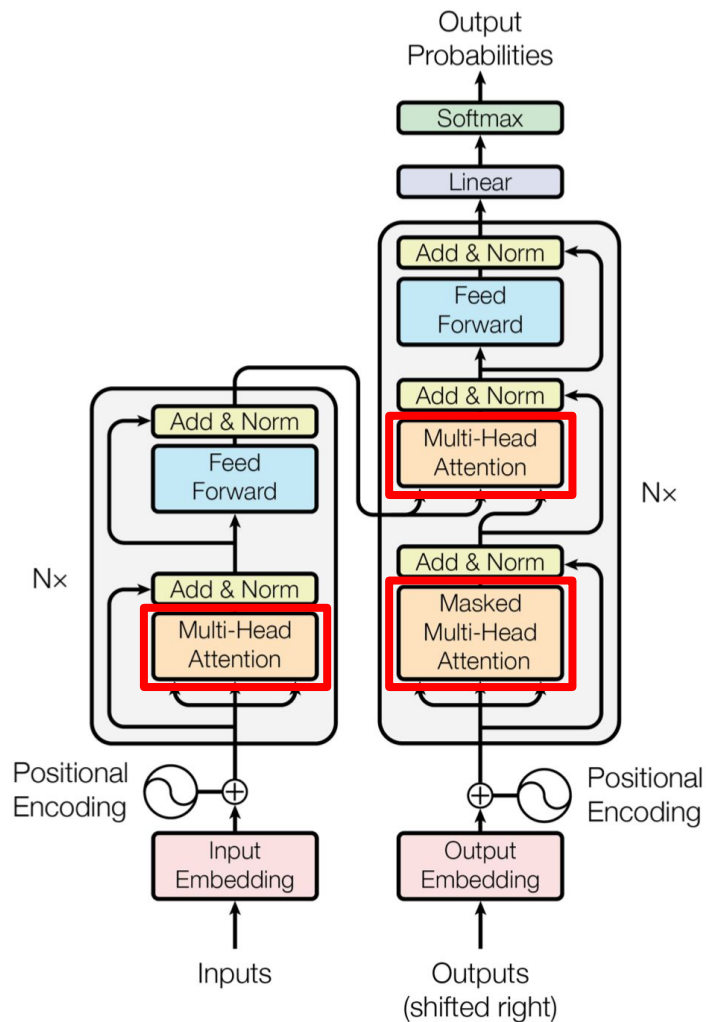 Output
Probabilities
Softmax
Linear
Add & Norm
Feed
Forward
Add & Norm
Multi-Head
Attention
N×
Add & Norm
Masked
Multi-Head
Attention
Add & Norm
Feed
Forward
N×
Add & Norm
Multi-Head
Attention
Positional
Encoding
Positional
Encoding
Input
Embedding
Output
Embedding
Inputs
Outputs
(shifted right)